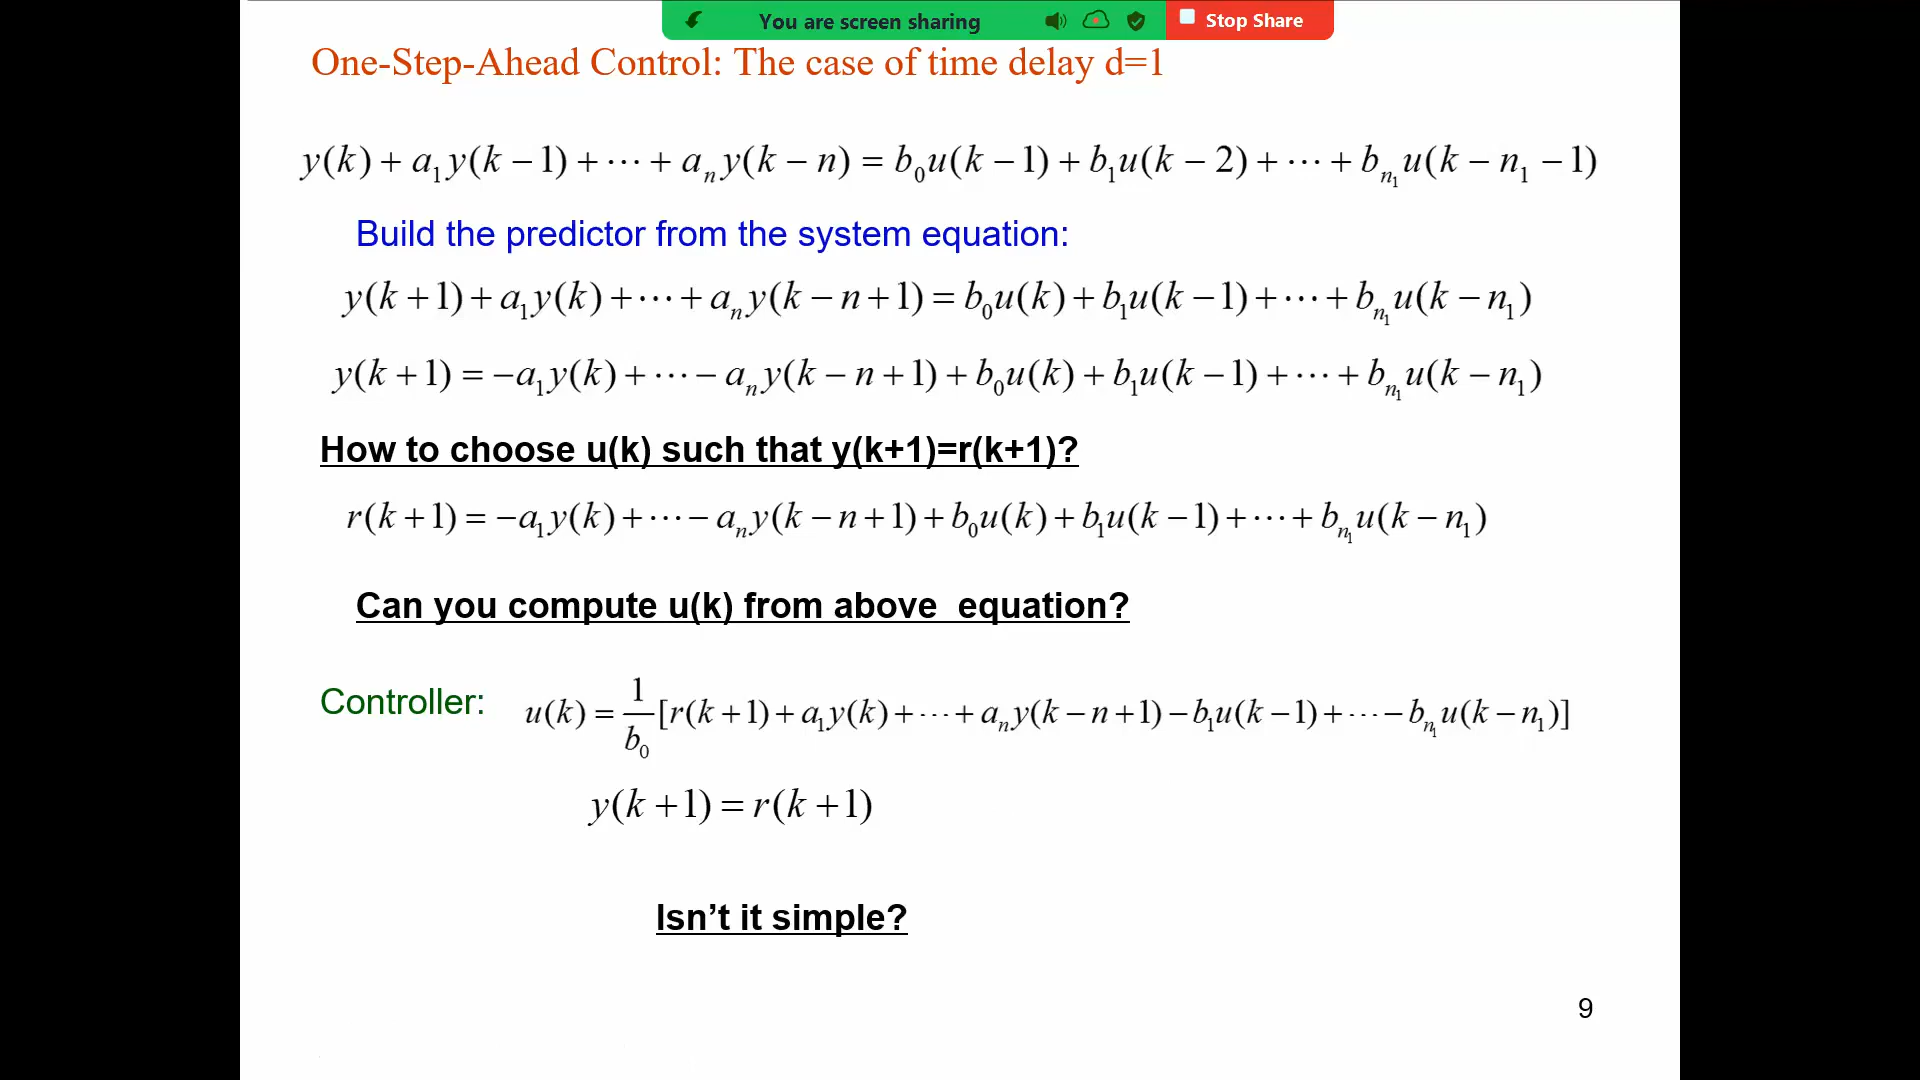 You are screen sharing Stop Share
One-Step-Ahead Control: The case of time delay d=1
y(k) + a₁y(k − 1) + ⋯ + aₙy(k − n) = b₀u(k − 1) + b₁u(k − 2) + ⋯ + bₙ₁u(k − n₁ − 1)
Build the predictor from the system equation:
y(k + 1) + a₁y(k) + ⋯ + aₙy(k − n + 1) = b₀u(k) + b₁u(k − 1) + ⋯ + bₙ₁u(k − n₁)
y(k + 1) = −a₁y(k) + ⋯ − aₙy(k − n + 1) + b₀u(k) + b₁u(k − 1) + ⋯ + bₙ₁u(k − n₁)
How to choose u(k) such that y(k+1)=r(k+1)?
r(k + 1) = −a₁y(k) + ⋯ − aₙy(k − n + 1) + b₀u(k) + b₁u(k − 1) + ⋯ + bₙ₁u(k − n₁)
Can you compute u(k) from above equation?
Controller: u(k) = 1/b₀ [r(k + 1) + a₁y(k) + ⋯ + aₙy(k − n + 1) − b₁u(k − 1) + ⋯ − bₙ₁u(k − n₁)]
y(k + 1) = r(k + 1)
Isn’t it simple?
9